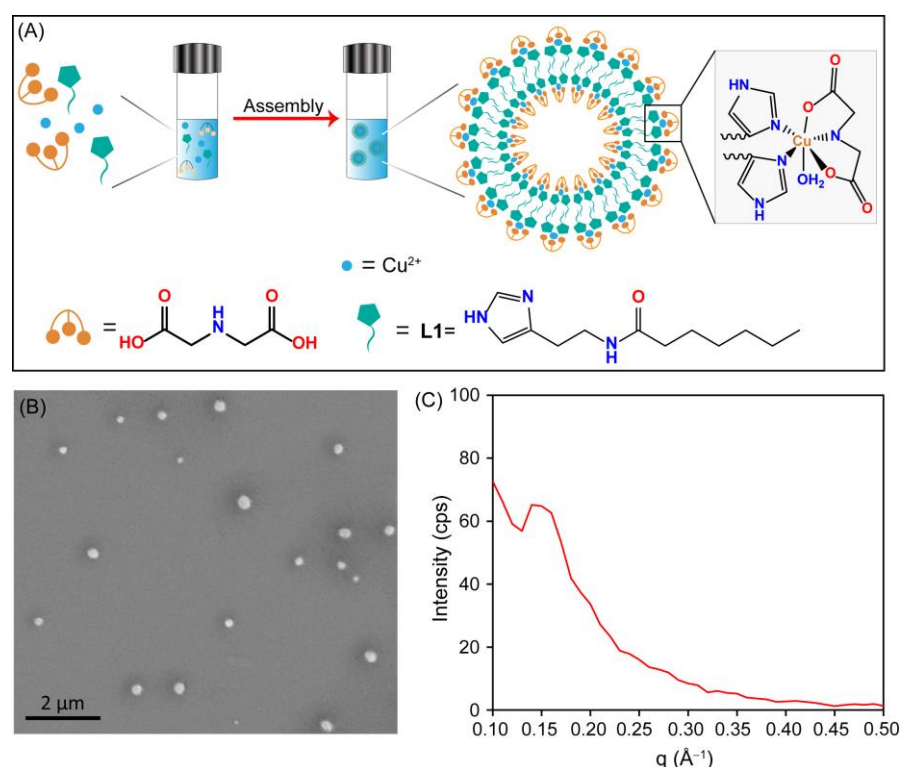 (A)
Assembly
HN
N
Cu
N
N
H
O
O
N
O
O
OH2
= Cu²⁺
=
O
HO
H
N
O
OH
= L1=
HN
N
N
H
O
(B)
2 μm
(C)
Intensity (cps)
100
80
60
40
20
0
0.10 0.15 0.20 0.25 0.30 0.35 0.40 0.45 0.50
q (Å⁻¹)